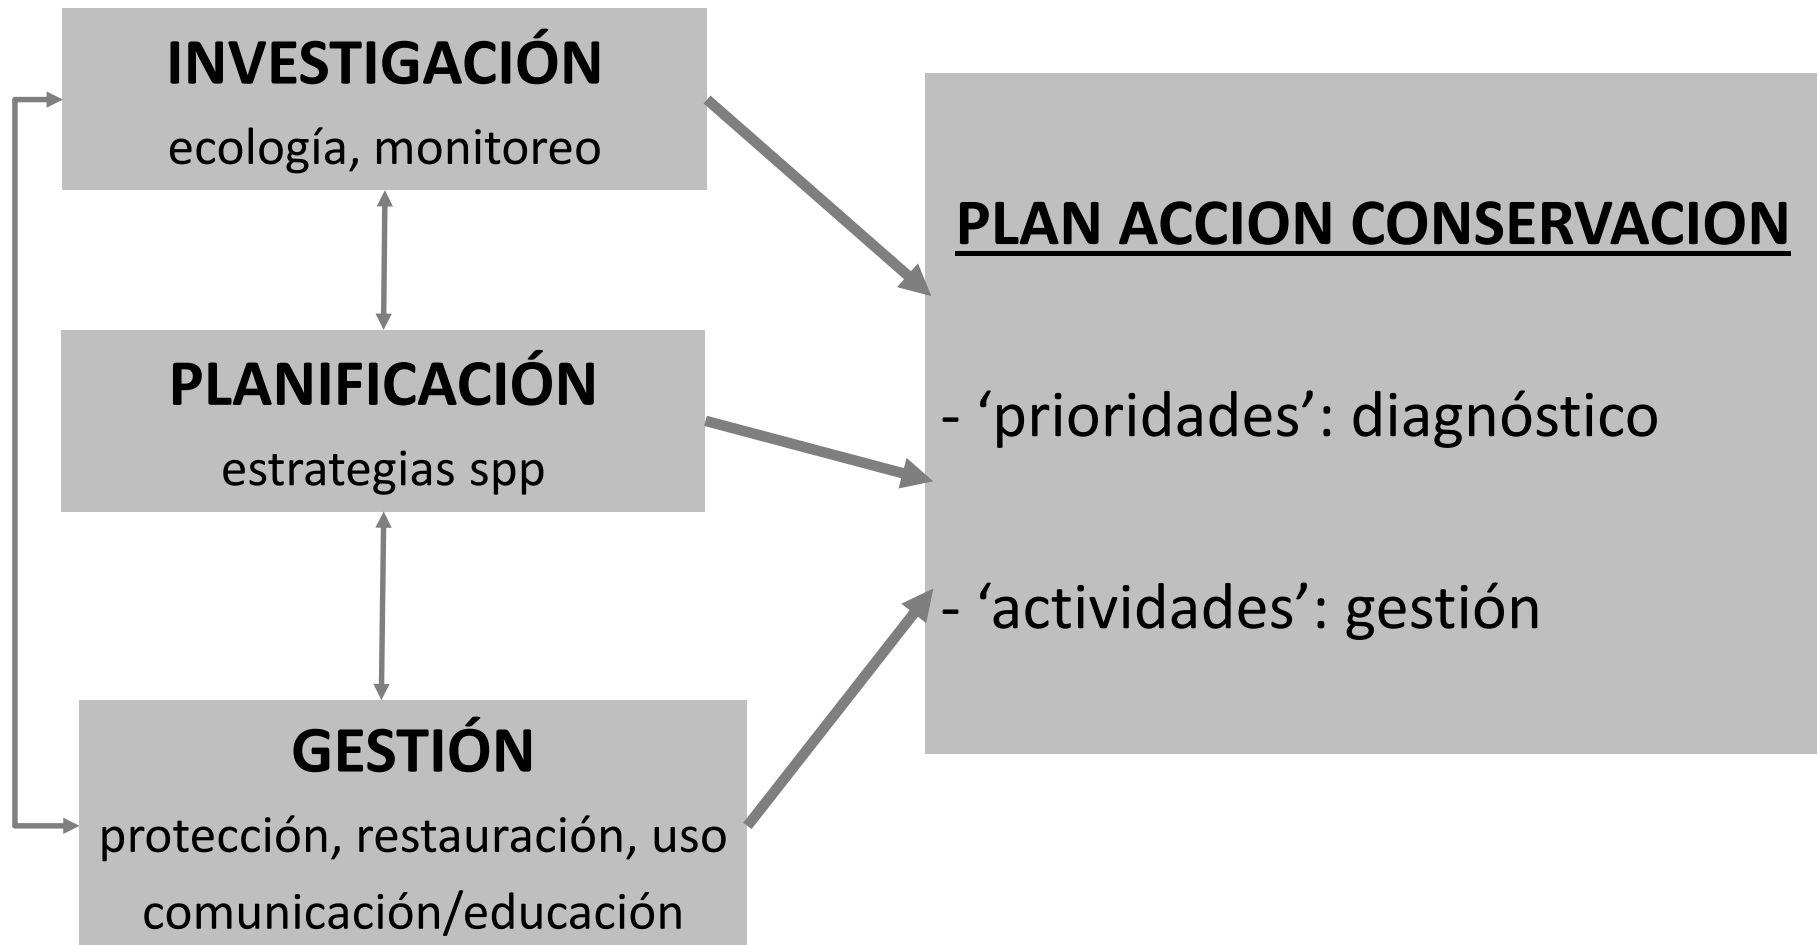 INVESTIGACIÓN
ecología, monitoreo
PLANIFICACIÓN
estrategias spp
GESTIÓN
protección, restauración, uso
comunicación/educación
PLAN ACCION CONSERVACION
- ‘prioridades’: diagnóstico
- ‘actividades’: gestión